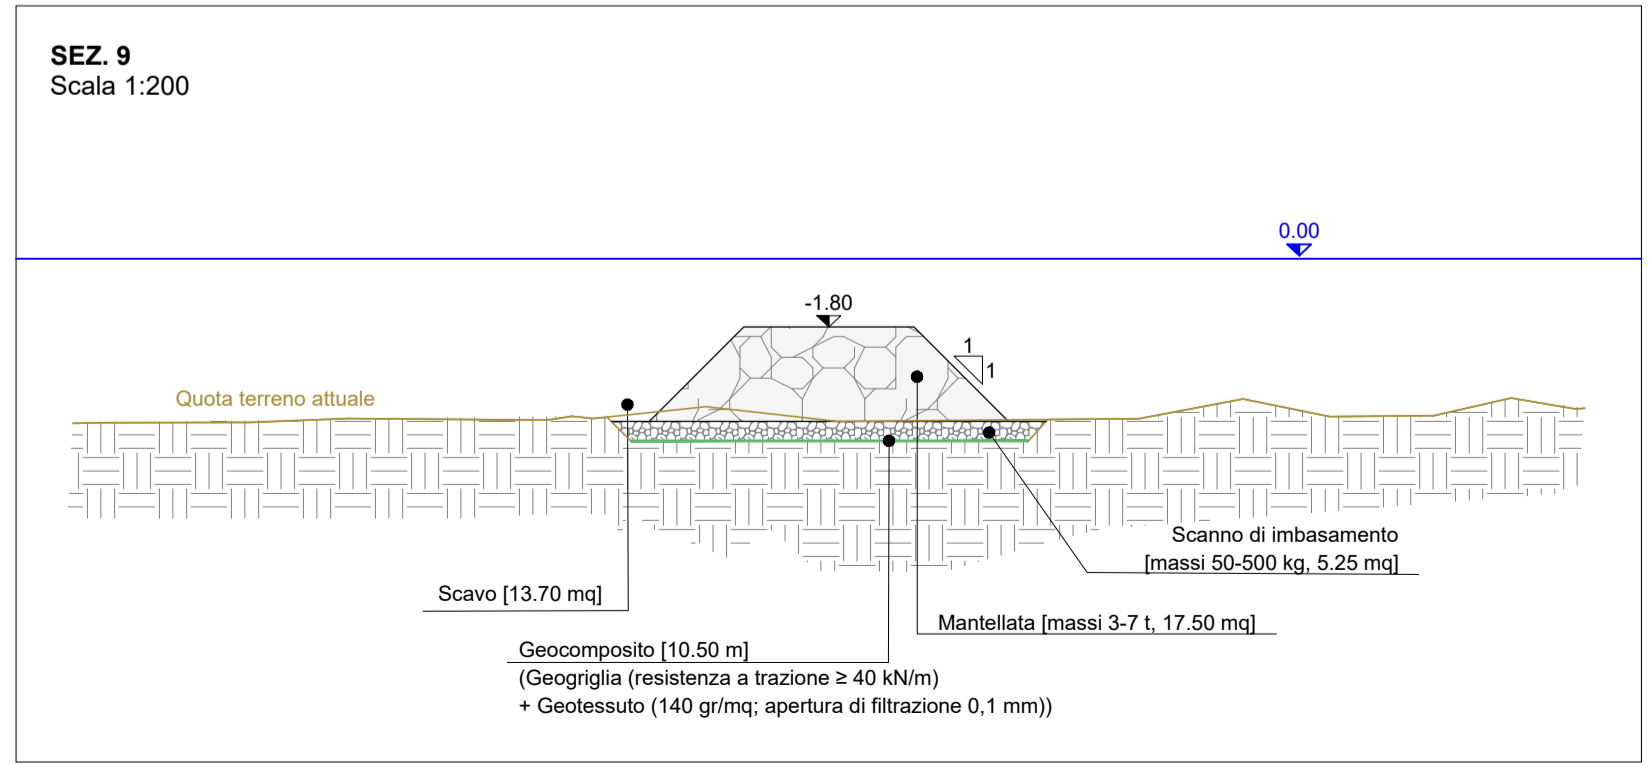 SEZ. 9
Scala 1:200
0.00
-1.80
1
1
Quota terreno attuale
Scanno di imbasamento
[massi 50-500 kg, 5.25 mq]
Scavo [13.70 mq]
Mantellata [massi 3-7 t, 17.50 mq]
Geocomposito [10.50 m]
(Geogriglia (resistenza a trazione ≥ 40 kN/m)
+ Geotessuto (140 gr/mq; apertura di filtrazione 0,1 mm))